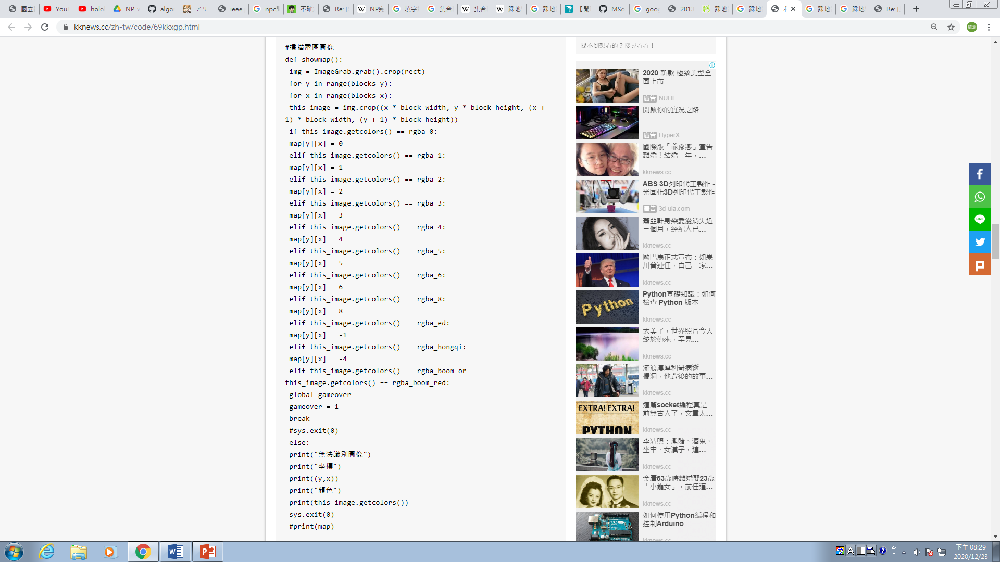 國立
YouT
holo
NP_v
algo
アリ
ieee.
npc
不確
Re: [
NP完
填字
集合
集合
踩地
踩地
【閒
MSo
goo
2013
踩地
踩地
踩地
踩地
Re: [
kknews.cc/zh-tw/code/69kkxgp.html
#掃描雷區圖像
def showmap():
img = ImageGrab.grab().crop(rect)
for y in range(blocks_y):
for x in range(blocks_x):
this_image = img.crop((x * block_width, y * block_height, (x +
1) * block_width, (y + 1) * block_height))
if this_image.getcolors() == rgba_0:
map[y][x] = 0
elif this_image.getcolors() == rgba_1:
map[y][x] = 1
elif this_image.getcolors() == rgba_2:
map[y][x] = 2
elif this_image.getcolors() == rgba_3:
map[y][x] = 3
elif this_image.getcolors() == rgba_4:
map[y][x] = 4
elif this_image.getcolors() == rgba_5:
map[y][x] = 5
elif this_image.getcolors() == rgba_6:
map[y][x] = 6
elif this_image.getcolors() == rgba_8:
map[y][x] = 8
elif this_image.getcolors() == rgba_ed:
map[y][x] = -1
elif this_image.getcolors() == rgba_hongqi:
map[y][x] = -4
elif this_image.getcolors() == rgba_boom or
this_image.getcolors() == rgba_boom_red:
global gameover
gameover = 1
break
#sys.exit(0)
else:
print("無法識別圖像")
print("坐標")
print((y,x))
print("顏色")
print(this_image.getcolors())
sys.exit(0)
#print(map)
找不到想看的？搜尋看看！
2020 新款 極致美型全
面上市
廣告 NUDE
開啟你的實況之路
廣告 HyperX
國際版「爺孫戀」宣告
離婚！結婚三年，...
kknews.cc
ABS 3D列印代工製作 -
光固化3D列印代工製作
廣告 3d-ula.com
蕭亞軒身染愛滋消失近
三個月，經紀人已...
kknews.cc
歐巴馬正式宣布：如果
川普連任，自己一家...
kknews.cc
Python
Python基礎知識：如何
檢查 Python 版本
kknews.cc
太美了，世界照片今天
終於傳來，罕見...
kknews.cc
流浪漢犀利哥病逝
橋洞，他背後的故事...
kknews.cc
EXTRA! EXTRA!
PYTHON
這篇socket編程真是
前無古人了，文章太...
kknews.cc
李清照：濫賭、酒鬼、
坐牢、女漢子，連...
kknews.cc
金庸53歲時離婚娶23歲
「小龍女」，前任逼...
kknews.cc
如何使用Python編程和
控制Arduino
kknews.cc
LINE
下午 08:29
2020/12/23